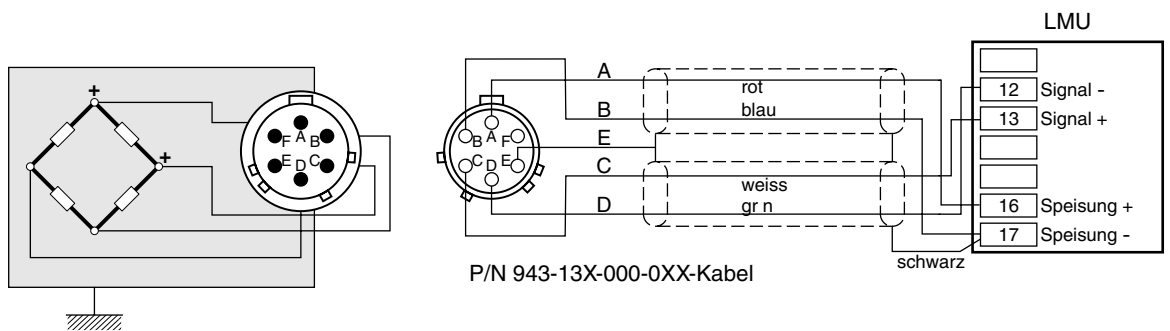 LMU
+
+
F A B
E D C
B A F
C D E
A
rot
B
blau
E
C
weiss
D
gr n
12 Signal -
13 Signal +
16 Speisung +
17 Speisung -
schwarz
P/N 943-13X-000-0XX-Kabel